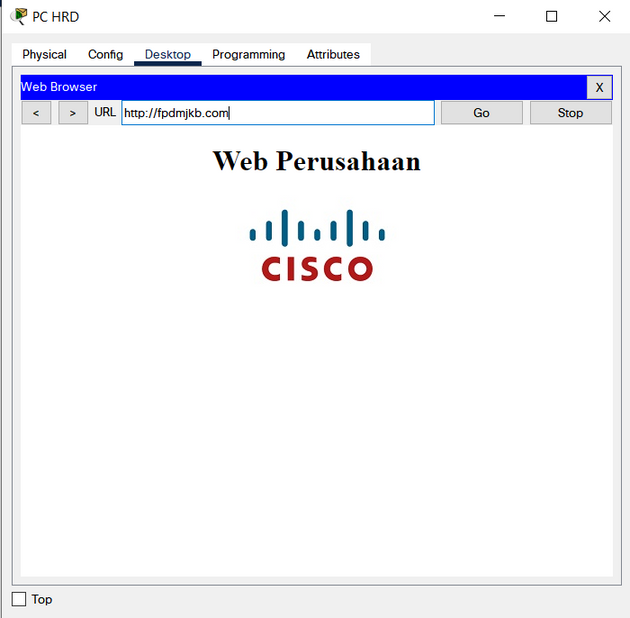 PC HRD
Physical Config Desktop Programming Attributes
Web Browser X
< > URL http://fpdmjkb.com Go Stop
Web Perusahaan
CISCO
Top